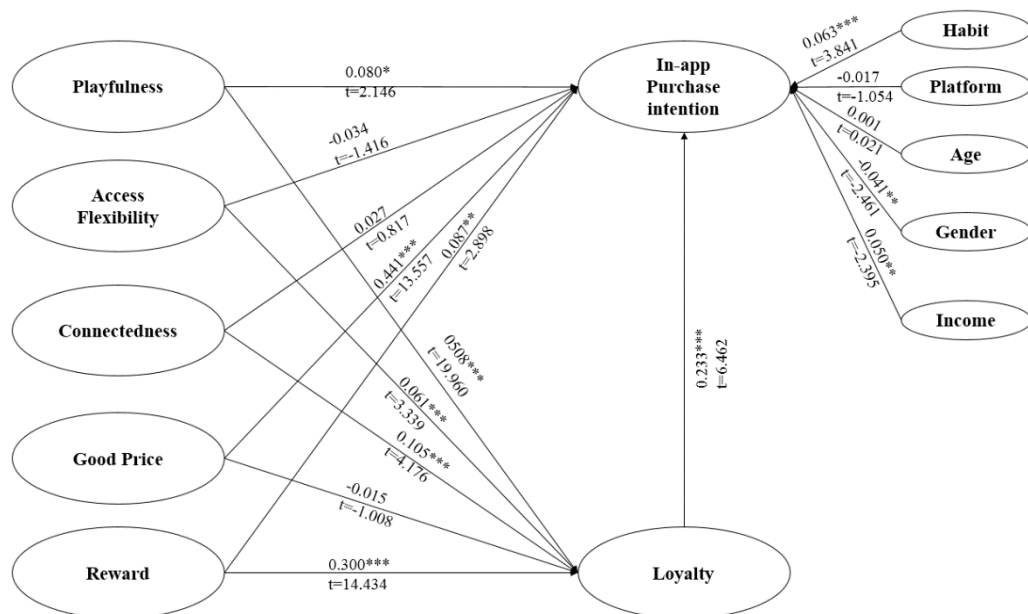 Playfulness
Access
Flexibility
Connectedness
Good Price
Reward
In-app
Purchase
intention
Loyalty
Habit
Platform
Age
Gender
Income
0.080*
t=2.146
-0.034
t=-1.416
0.027
t=0.817
0.441***
t=13.557
0.087**
t=2.898
0508***
t=19.960
0.061***
t=3.339
0.105***
t=4.176
-0.015
t=-1.008
0.300***
t=14.434
0.233***
t=6.462
0.063***
t=3.841
-0.017
t=-1.054
0.001
t=0.021
-0.041**
t=-2.461
0.050**
t=-2.395